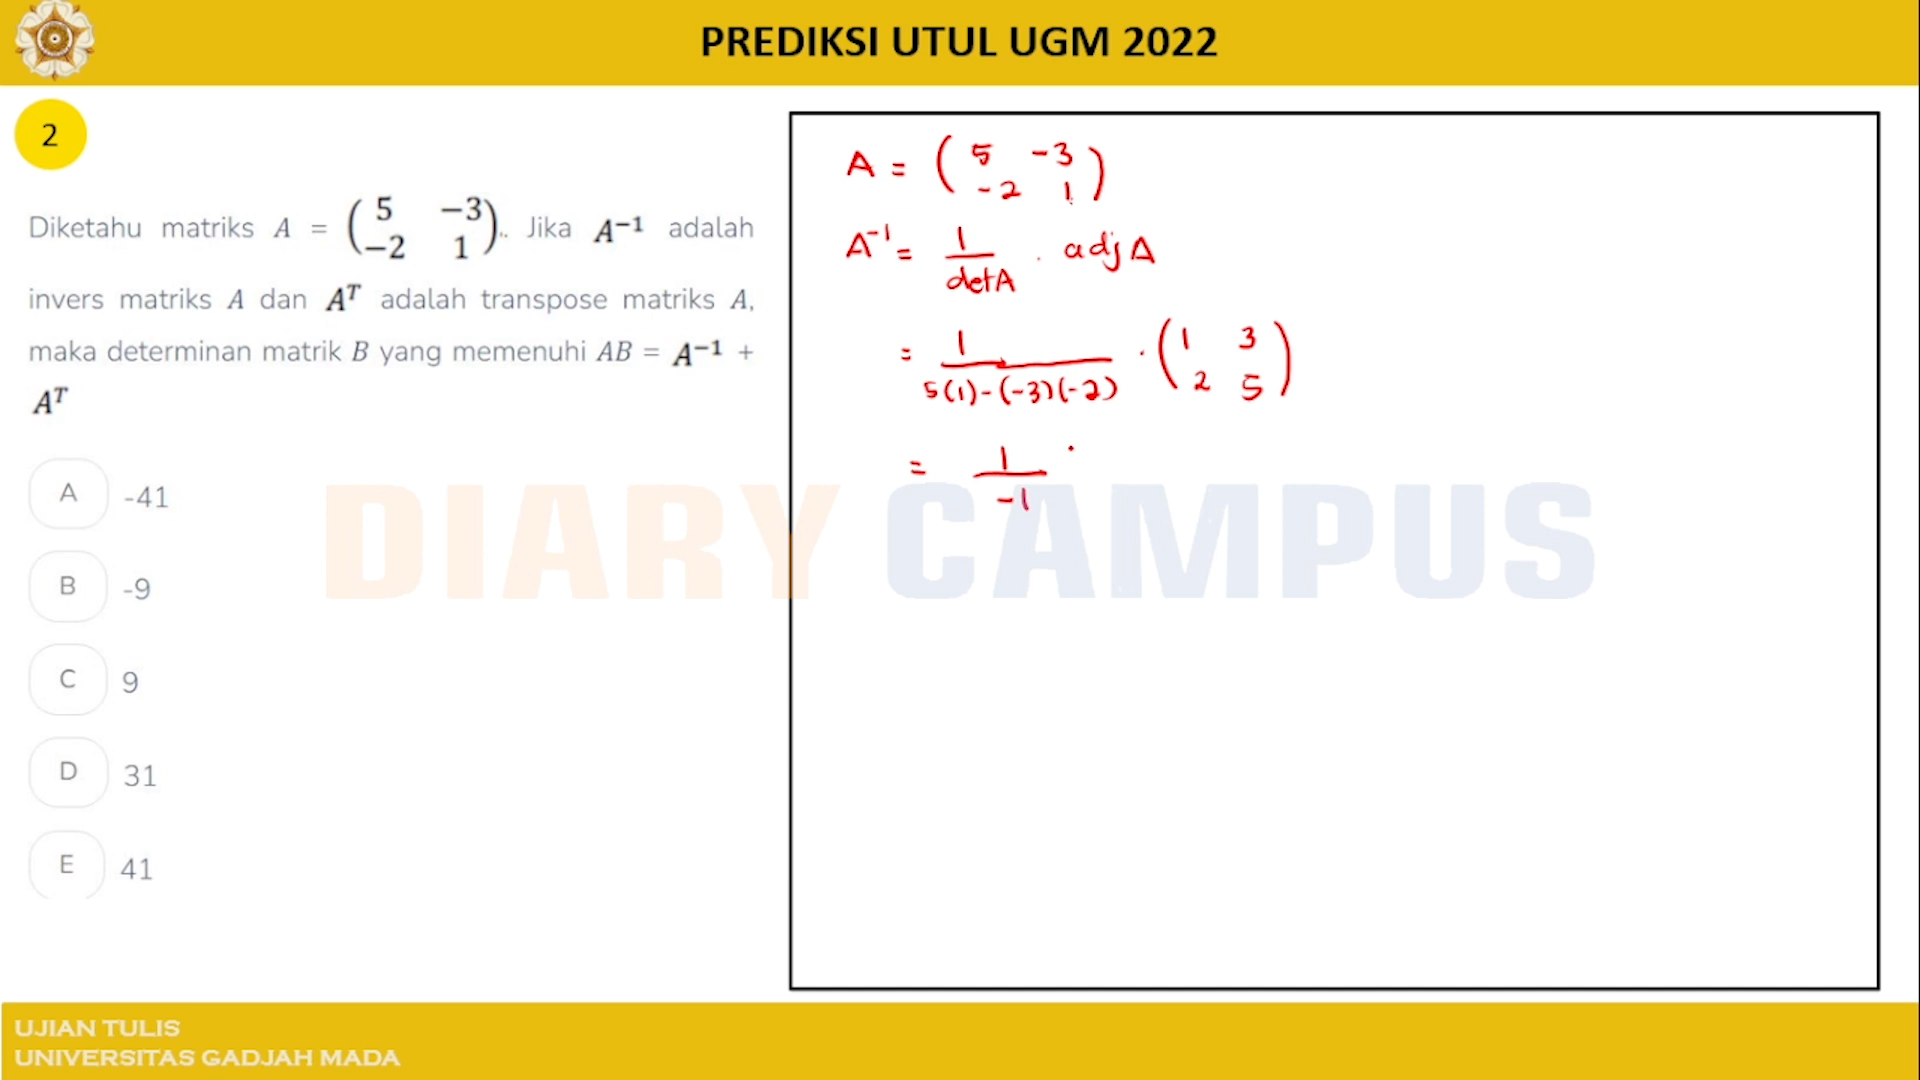 PREDIKSI UTUL UGM 2022
2
Diketahu matriks A = (5 −3
−2 1).. Jika A⁻¹ adalah
invers matriks A dan Aᵀ adalah transpose matriks A,
maka determinan matrik B yang memenuhi AB = A⁻¹ +
Aᵀ
A -41
B -9
C 9
D 31
E 41
A = (5 -3
-2 1)
A⁻¹ = 1/detA . adj A
= 1/5(1)-(-3)(-2) . (1 3
2 5)
= 1/-1 .
DIARY CAMPUS
UJIAN TULIS
UNIVERSITAS GADJAH MADA